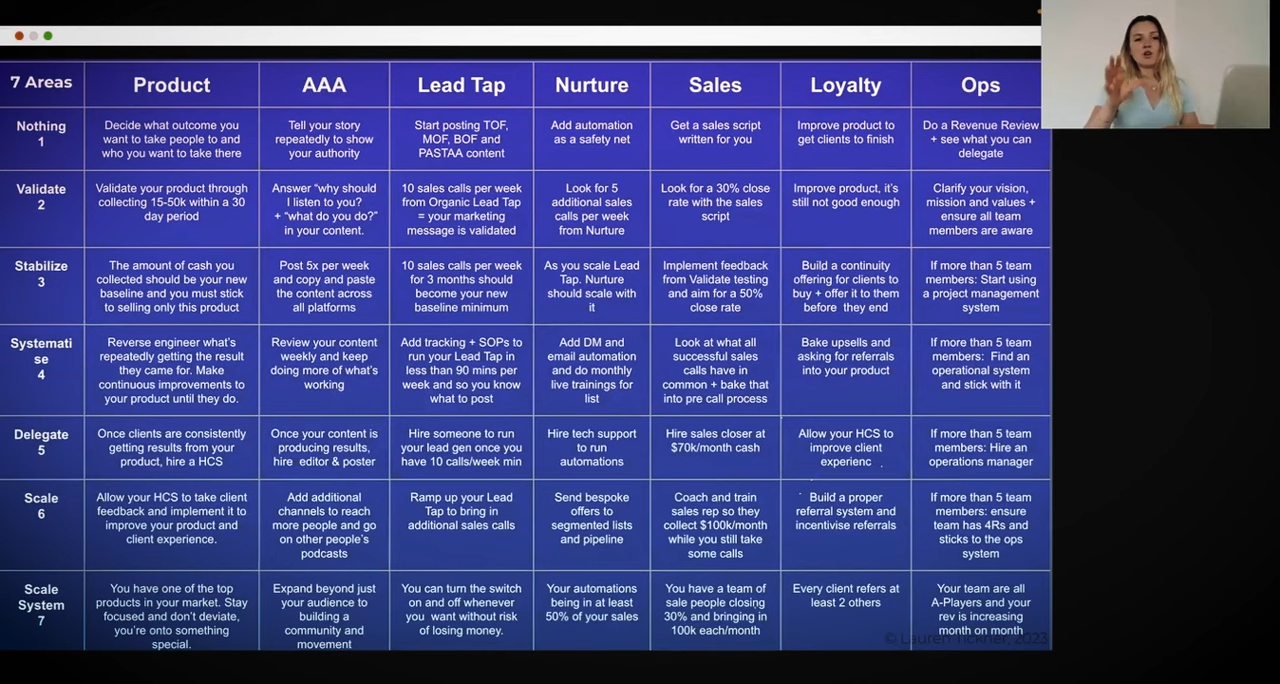 7 Areas
Product
AAA
Lead Tap
Nurture
Sales
Loyalty
Ops
Nothing
1
Decide what outcome you
want to take people to and
who you want to take there
Tell your story
repeatedly to show
your authority
Start posting TOF,
MOF, BOF and
PASTAA content
Add automation
as a safety net
Get a sales script
written for you
Improve product to
get clients to finish
Do a Revenue Review
+ see what you can
delegate
Validate
2
Validate your product through
collecting 15-50k within a 30
day period
Answer “why should
I listen to you?
+ “what do you do?”
in your content.
10 sales calls per week
from Organic Lead Tap
= your marketing
message is validated
Look for 5
additional sales
calls per week
from Nurture
Look for a 30% close
rate with the sales
script
Improve product, it’s
still not good enough
Clarify your vision,
mission and values +
ensure all team
members are aware
Stabilize
3
The amount of cash you
collected should be your new
baseline and you must stick
to selling only this product
Post 5x per week
and copy and paste
the content across
all platforms
10 sales calls per week
for 3 months should
become your new
baseline minimum
As you scale Lead
Tap. Nurture
should scale with
it
Implement feedback
from Validate testing
and aim for a 50%
close rate
Build a continuity
offering for clients to
buy + offer it to them
before they end
If more than 5 team
members: Start using
a project management
system
Systemati
se
4
Reverse engineer what’s
repeatedly getting the result
they came for. Make
continuous improvements to
your product until they do.
Review your content
weekly and keep
doing more of what’s
working
Add tracking + SOPs to
run your Lead Tap in
less than 90 mins per
week and so you know
what to post
Add DM and
email automation
and do monthly
live trainings for
list
Look at what all
successful sales
calls have in
common + bake that
into pre call process
Bake upsells and
asking for referrals
into your product
If more than 5 team
members: Find an
operational system
and stick with it
Delegate
5
Once clients are consistently
getting results from your
product, hire a HCS
Once your content is
producing results,
hire editor & poster
Hire someone to run
your lead gen once you
have 10 calls/week min
Hire tech support
to run
automations
Hire sales closer at
$70k/month cash
Allow your HCS to
improve client
experienc
If more than 5 team
members: Hire an
operations manager
Scale
6
Allow your HCS to take client
feedback and implement it to
improve your product and
client experience.
Add additional
channels to reach
more people and go
on other people’s
podcasts
Ramp up your Lead
Tap to bring in
additional sales calls
Send bespoke
offers to
segmented lists
and pipeline
Coach and train
sales rep so they
collect $100k/month
while you still take
some calls
Build a proper
referral system and
incentivise referrals
If more than 5 team
members: ensure
team has 4Rs and
sticks to the ops
system
Scale
System
7
You have one of the top
products in your market. Stay
focused and don’t deviate,
you’re onto something
special.
Expand beyond just
your audience to
building a
community and
movement
You can turn the switch
on and off whenever
you want without risk
of losing money.
Your automations
being in at least
50% of your sales
You have a team of
sale people closing
30% and bringing in
100k each/month
Every client refers at
least 2 others
Your team are all
A-Players and your
rev is increasing
month on month
© Lauren Tickner, 2023